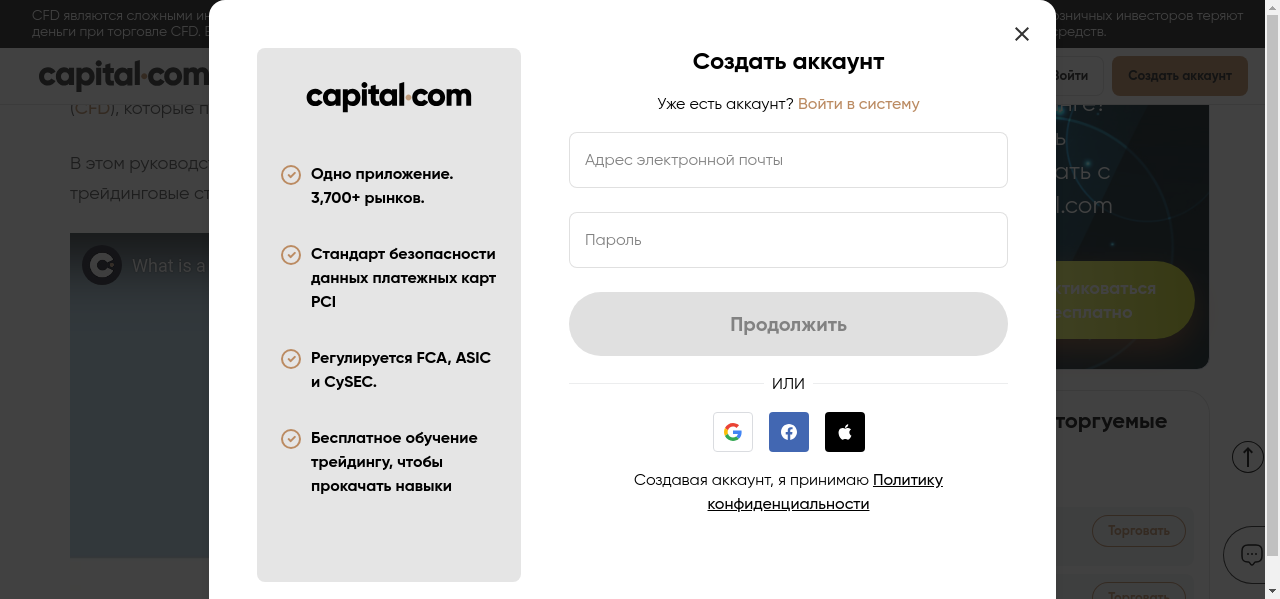 CFD являются сложными ин
озничных инвесторов теряют
деньги при торговле CFD. В
средств.
capital.com
Войти
Создать аккаунт
(CFD), которые п
В этом руководс
трейдинговые ст
What is a
capital.com
Одно приложение.
3,700+ рынков.
Стандарт безопасности
данных платежных карт
PCI
Регулируется FCA, ASIC
и CySEC.
Бесплатное обучение
трейдингу, чтобы
прокачать навыки
Создать аккаунт
Уже есть аккаунт? Войти в систему
Адрес электронной почты
Пароль
Продолжить
ИЛИ
Создавая аккаунт, я принимаю Политику
конфиденциальности
ать с
l.com
ктиковаться
есплатно
торгуемые
Торговать
Торговать